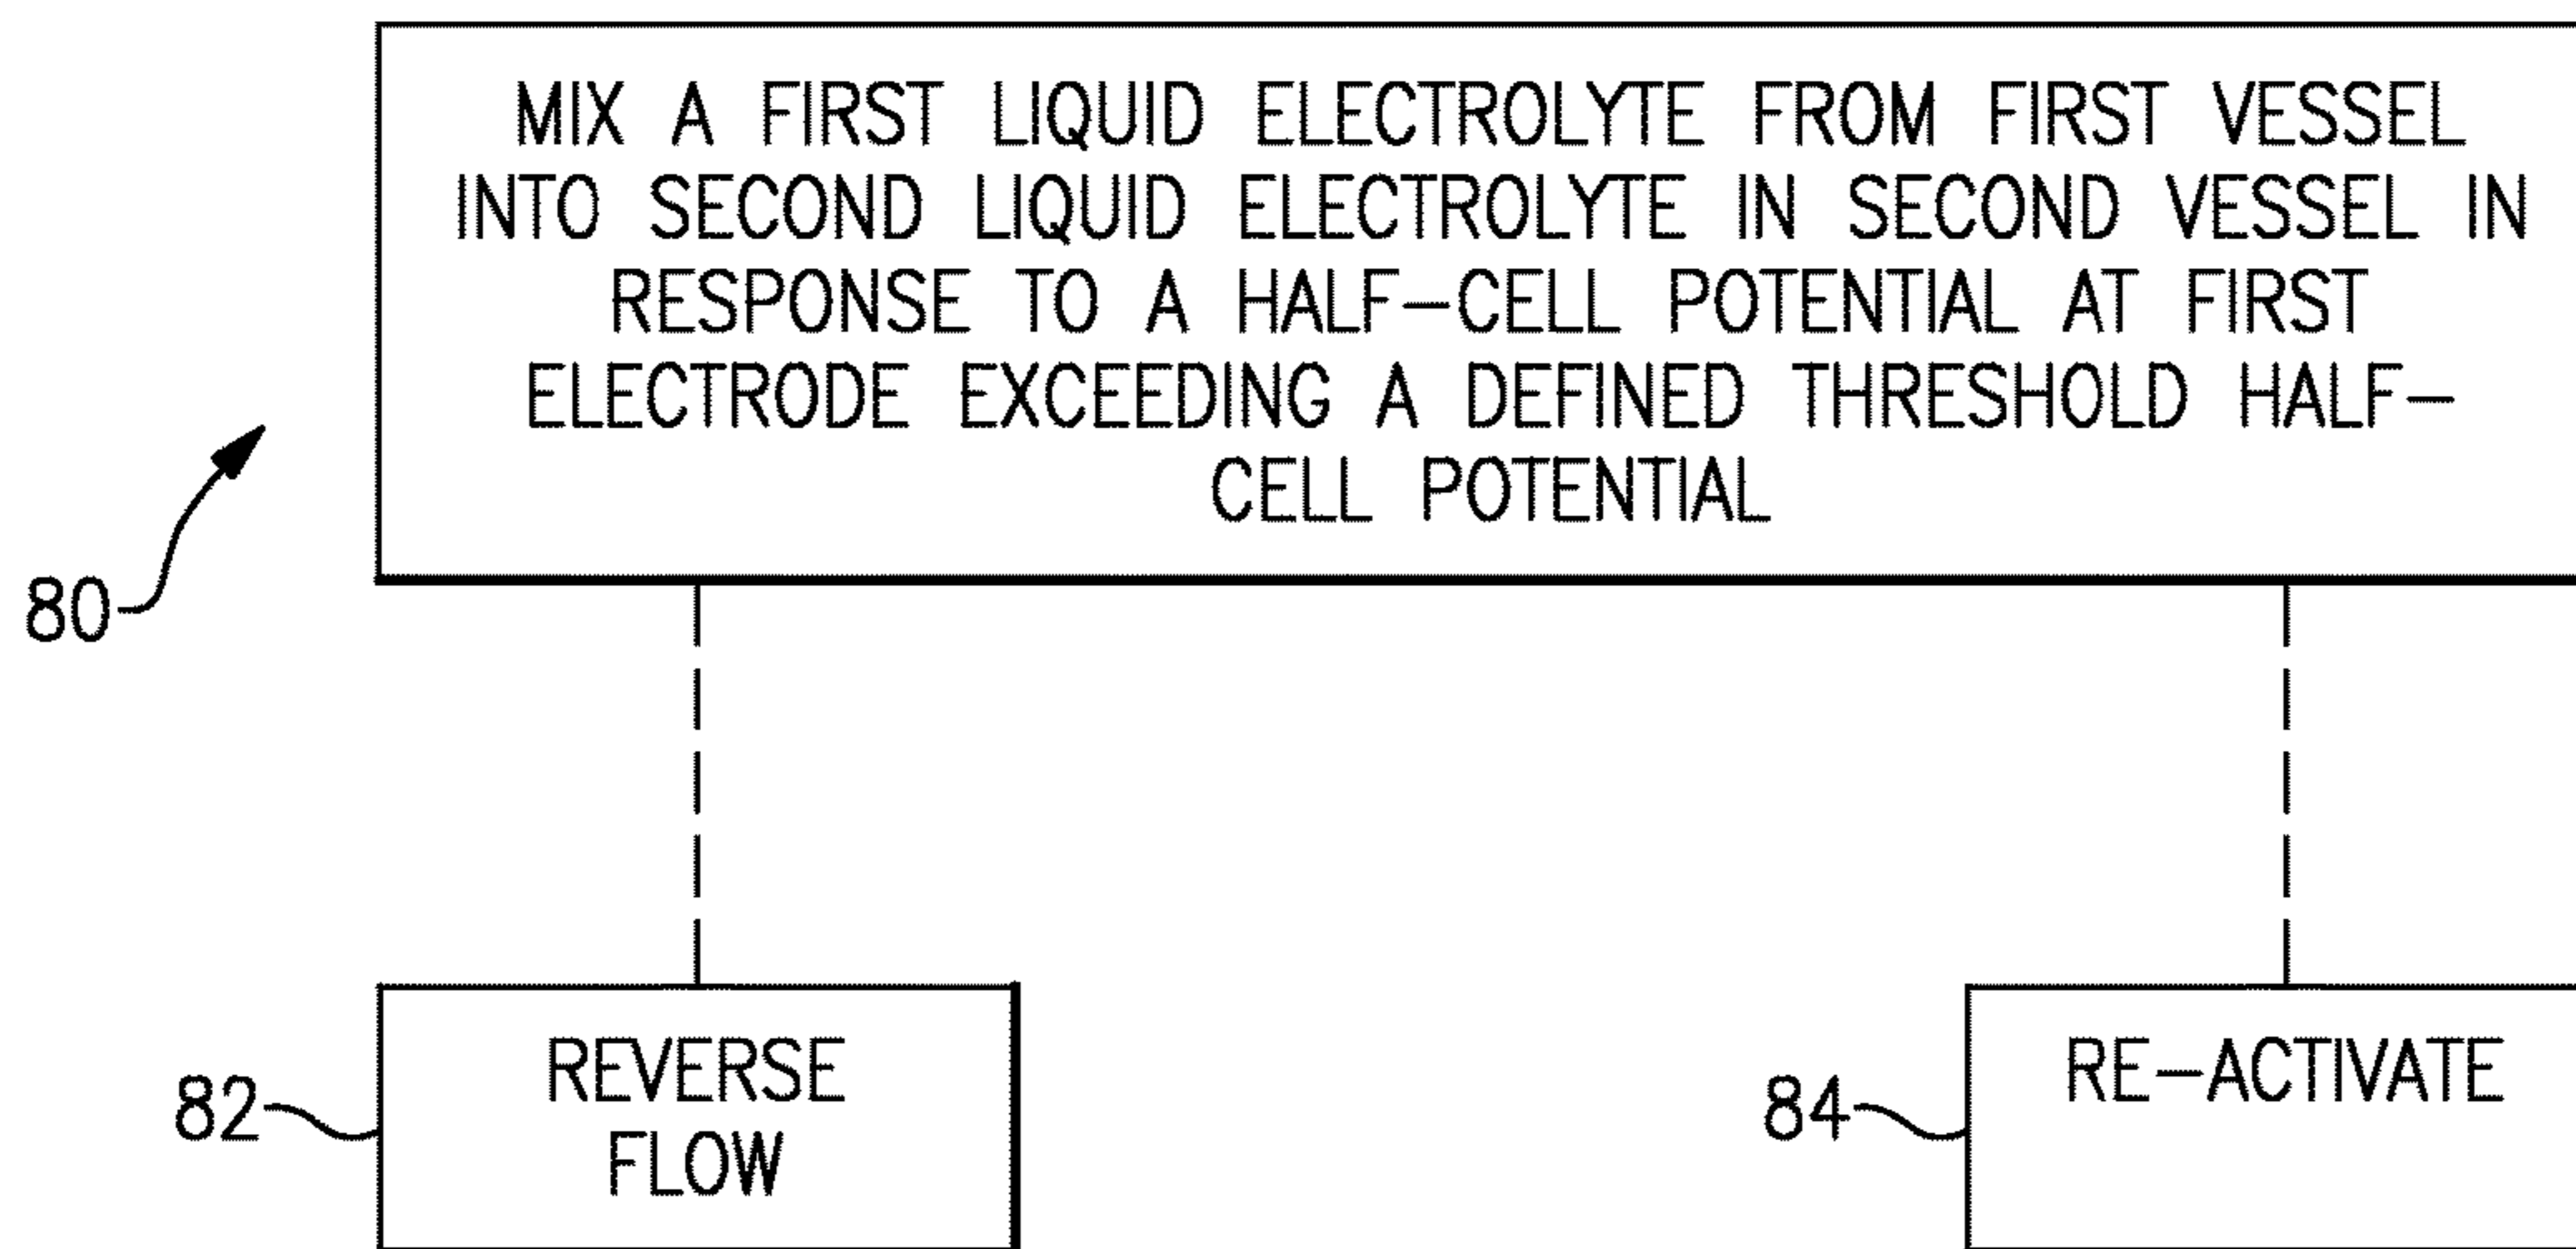 MIX A FIRST LIQUID ELECTROLYTE FROM FIRST VESSEL
INTO SECOND LIQUID ELECTROLYTE IN SECOND VESSEL IN
RESPONSE TO A HALF-CELL POTENTIAL AT FIRST
ELECTRODE EXCEEDING A DEFINED THRESHOLD HALF-
CELL POTENTIAL
80
82
REVERSE
FLOW
84
RE-ACTIVATE